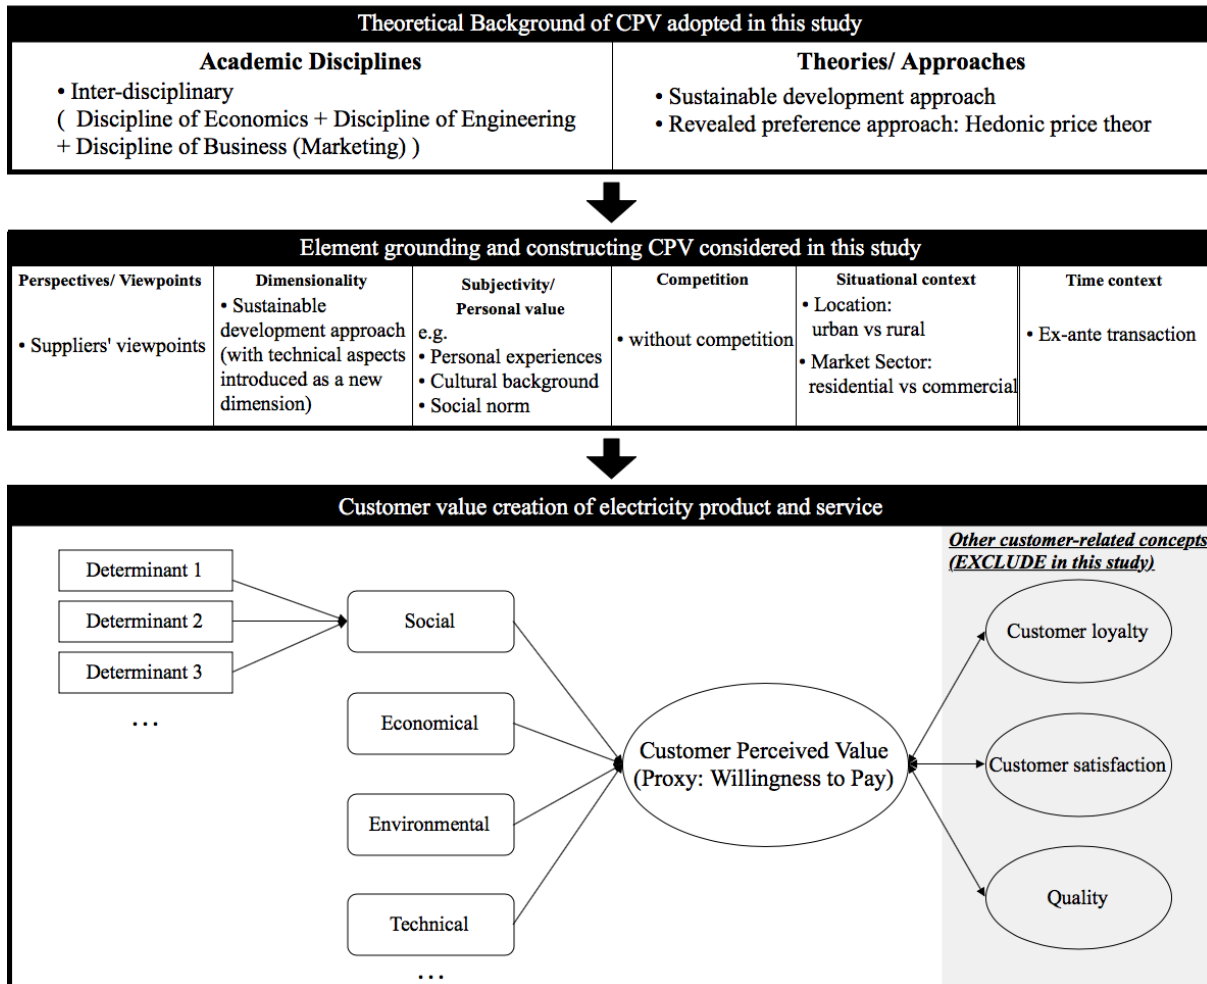 Theoretical Background of CPV adopted in this study
Academic Disciplines
• Inter-disciplinary
( Discipline of Economics + Discipline of Engineering
+ Discipline of Business (Marketing) )
Theories/ Approaches
• Sustainable development approach
• Revealed preference approach: Hedonic price theor
Element grounding and constructing CPV considered in this study
Perspectives/ Viewpoints
• Suppliers' viewpoints
Dimensionality
• Sustainable
development approach
(with technical aspects
introduced as a new
dimension)
Subjectivity/
Personal value
e.g.
• Personal experiences
• Cultural background
• Social norm
Competition
• without competition
Situational context
• Location:
urban vs rural
• Market Sector:
residential vs commercial
Time context
• Ex-ante transaction
Customer value creation of electricity product and service
Determinant 1
Determinant 2
Determinant 3
...
Social
Economical
Environmental
Technical
...
Customer Perceived Value
(Proxy: Willingness to Pay)
Other customer-related concepts
(EXCLUDE in this study)
Customer loyalty
Customer satisfaction
Quality